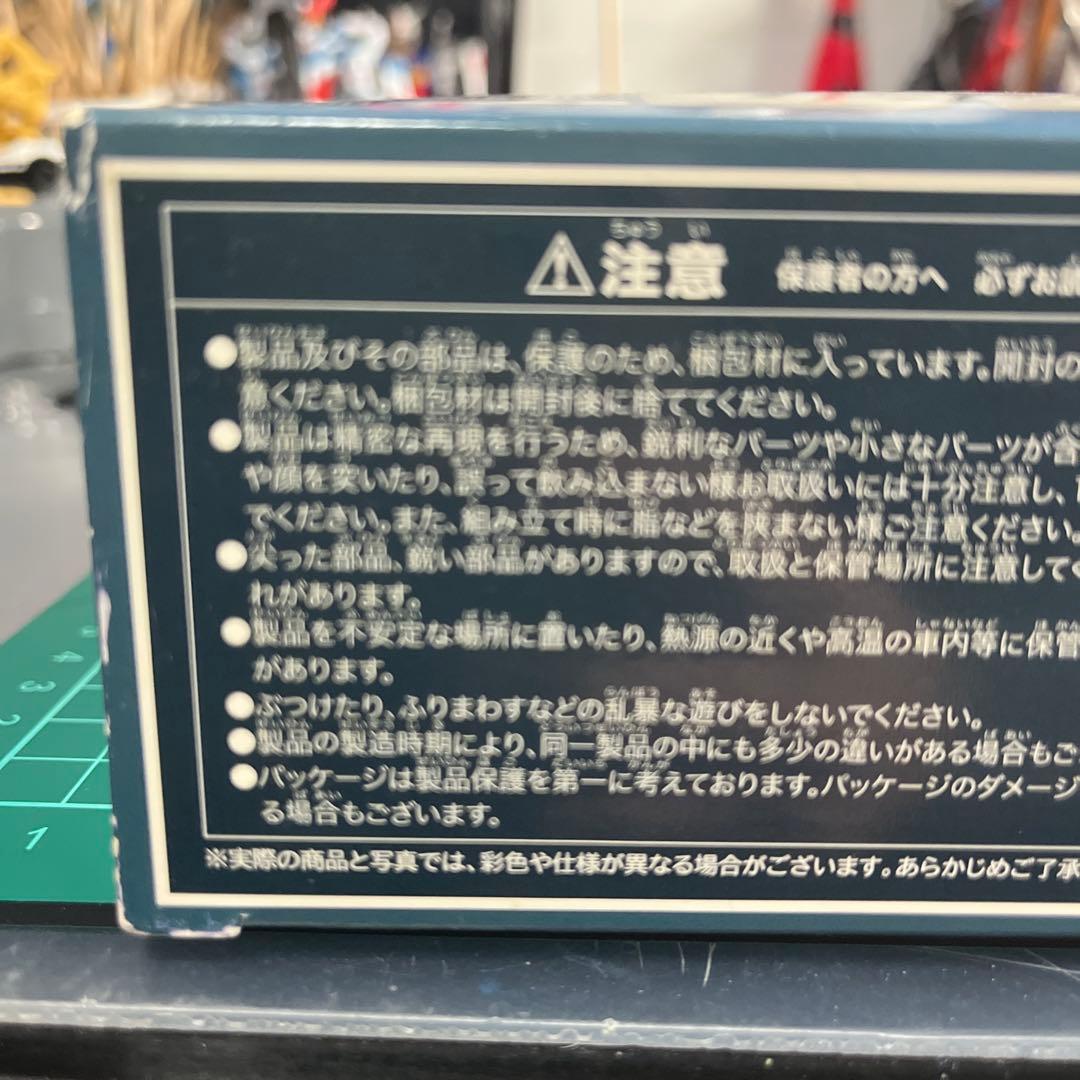 ⚠注意 保護者の方へ 必ずお読
●製品及びその部品は、保護のため、梱包材に入っています。開封の
意ください。梱包材は開封後に捨ててください。
●製品は精密な再現を行うため、鋭利なパーツや小さなパーツが含
や顔を突いたり、誤って飲み込まない様お取扱いには十分注意し、
でください。また、組み立て時に指などを挟まない様ご注意ください。
●尖った部品、鋭い部品がありますので、取扱と保管場所に注意してく
れがあります。
●製品を不安定な場所に置いたり、熱源の近くや高温の車内等に保管
があります。
●ぶつけたり、ふりまわすなどの乱暴な遊びをしないでください。
●製品の製造時期により、同一製品の中にも多少の違いがある場合もござ
●パッケージは製品保護を第一に考えております。パッケージのダメージ
る場合もございます。
※実際の商品と写真では、彩色や仕様が異なる場合がございます。あらかじめご了承
4
3
2
1